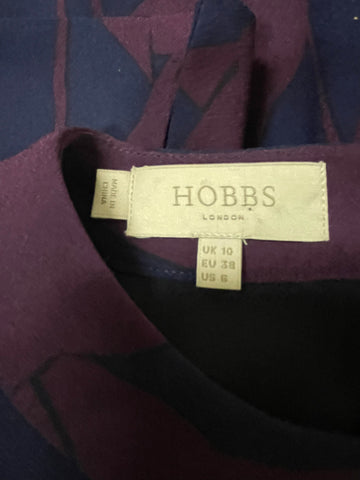 HOBBS
LONDON
MADE IN
CHINA
UK 10
EU 38
US 6